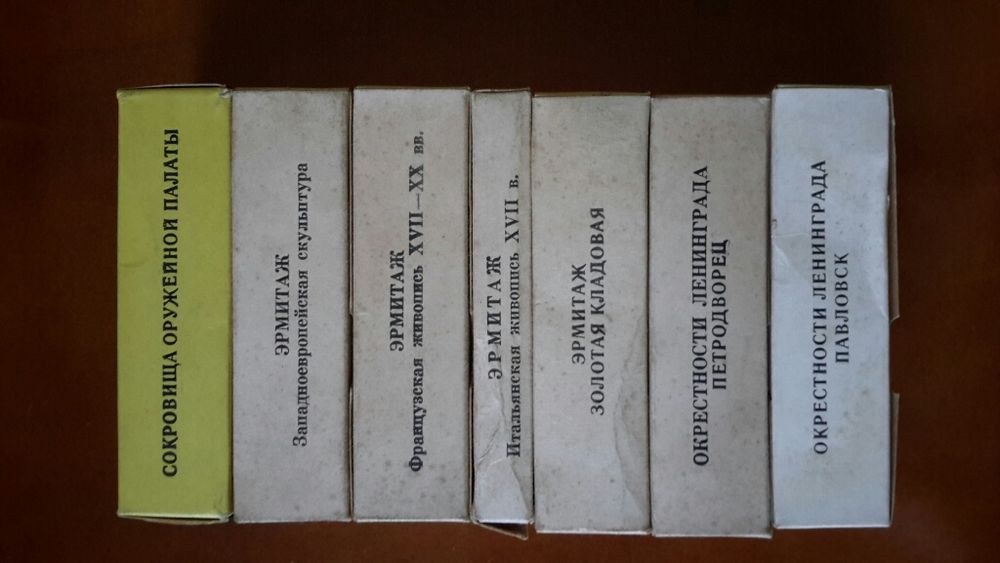 СОКРОВИЩА ОРУЖЕЙНОЙ ПАЛАТЫ
ЭРМИТАЖ
Западноевропейская скульптура
ЭРМИТАЖ
Французская живопись XVII—XX вв.
ЭРМИТАЖ
Итальянская живопись XVII в.
ЭРМИТАЖ
ЗОЛОТАЯ КЛАДОВАЯ
ОКРЕСТНОСТИ ЛЕНИНГРАДА
ПЕТРОДВОРЕЦ
ОКРЕСТНОСТИ ЛЕНИНГРАДА
ПАВЛОВСК